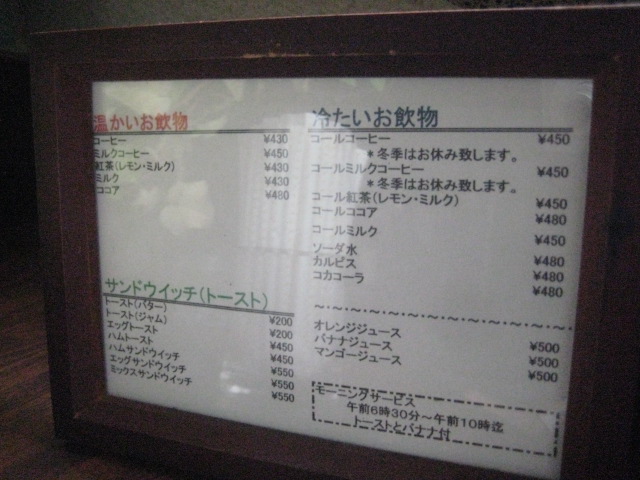 温かいお飲物
コーヒー ¥430
ミルクコーヒー ¥450
紅茶(レモン・ミルク) ¥430
ミルク ¥430
ココア ¥480
サンドウイッチ(トースト)
トースト(バター) ¥200
トースト(ジャム) ¥200
エッグトースト ¥450
ハムトースト ¥450
ハムサンドウイッチ ¥550
エッグサンドウイッチ ¥550
ミックスサンドウイッチ ¥550
冷たいお飲物
コールコーヒー ¥450
*冬季はお休み致します。
コールミルクコーヒー ¥450
*冬季はお休み致します。
コール紅茶(レモン・ミルク) ¥450
コールココア ¥480
コールミルク ¥450
ソーダ水 ¥480
カルピス ¥480
コカコーラ ¥480
オレンジジュース ¥500
バナナジュース ¥500
マンゴージュース ¥500
モーニングサービス
午前6時30分~午前10時迄
トーストとバナナ付